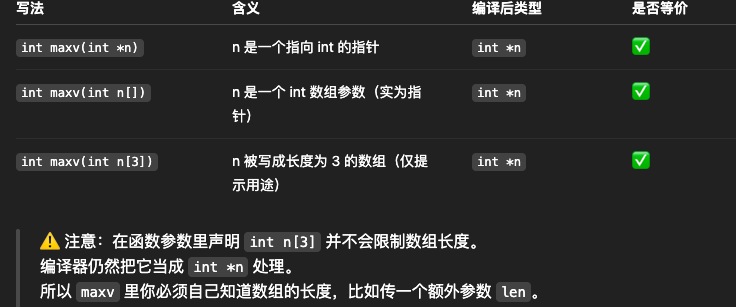 写法 含义 编译后类型 是否等价
int maxv(int *n) n 是一个指向 int 的指针 int *n ✅
int maxv(int n[]) n 是一个 int 数组参数（实为指 int *n ✅
针）
int maxv(int n[3]) n 被写成长度为 3 的数组（仅提 int *n ✅
示用途）
⚠️ 注意：在函数参数里声明 int n[3] 并不会限制数组长度。
编译器仍然把它当成 int *n 处理。
所以 maxv 里你必须自己知道数组的长度，比如传一个额外参数 len 。